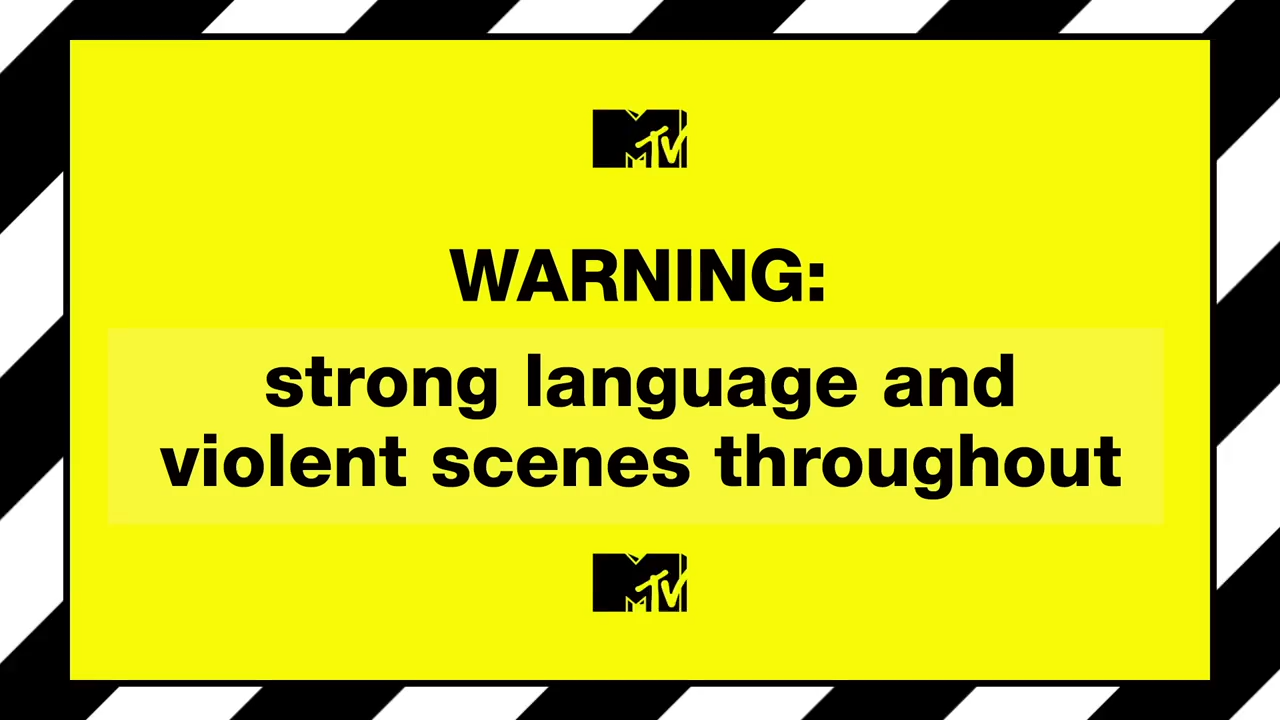 MTV
WARNING:
strong language and
violent scenes throughout
MTV